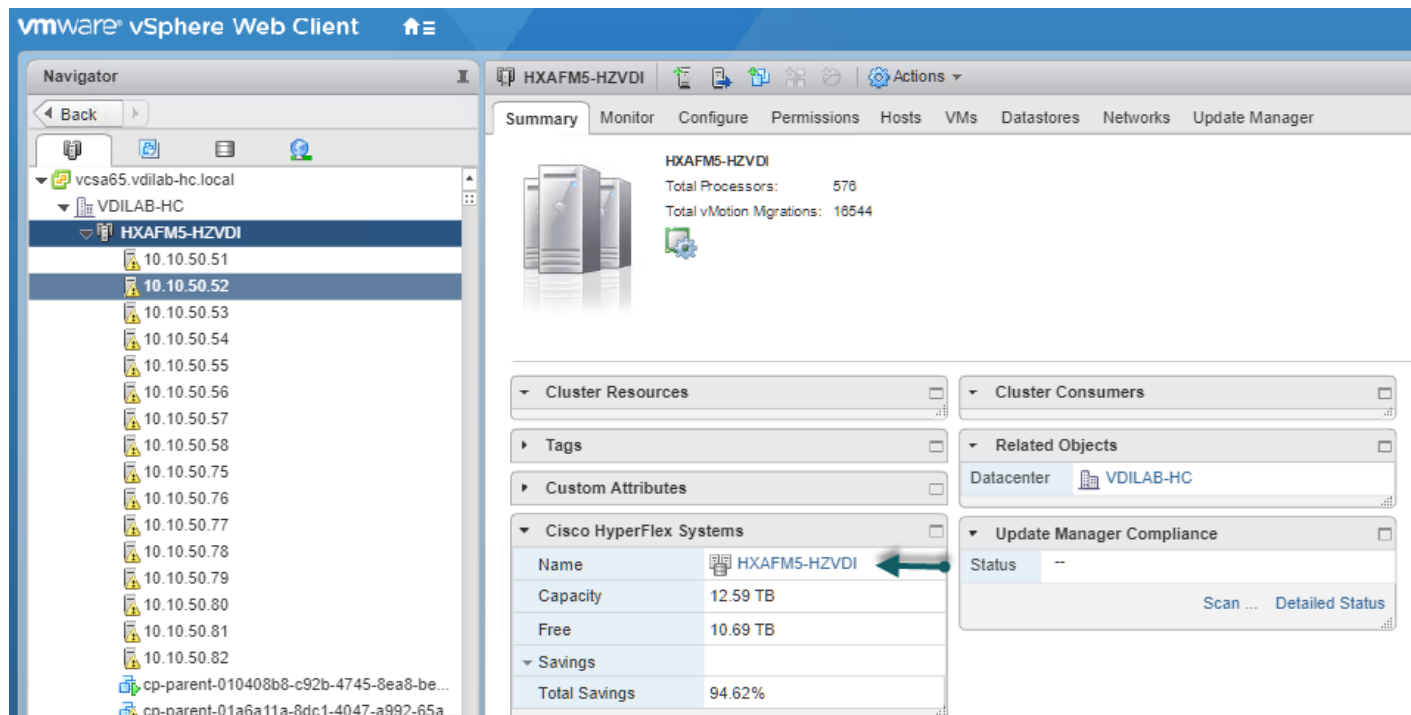 vmware® vSphere Web Client
Navigator
Back
vcsa65.vdilab-hc.local
VDILAB-HC
HXAFM5-HZVDI
10.10.50.51
10.10.50.52
10.10.50.53
10.10.50.54
10.10.50.55
10.10.50.56
10.10.50.57
10.10.50.58
10.10.50.75
10.10.50.76
10.10.50.77
10.10.50.78
10.10.50.79
10.10.50.80
10.10.50.81
10.10.50.82
cp-parent-010408b8-c92b-4745-8ea8-be...
cp-parent-01a6a11a-8dc1-4047-a992-65a...
HXAFM5-HZVDI Actions
Summary Monitor Configure Permissions Hosts VMs Datastores Networks Update Manager
HXAFM5-HZVDI
Total Processors: 576
Total vMotion Migrations: 16544
Cluster Resources
Tags
Custom Attributes
Cisco HyperFlex Systems
Name HXAFM5-HZVDI
Capacity 12.59 TB
Free 10.69 TB
Savings
Total Savings 94.62%
Cluster Consumers
Related Objects
Datacenter VDILAB-HC
Update Manager Compliance
Status --
Scan ... Detailed Status